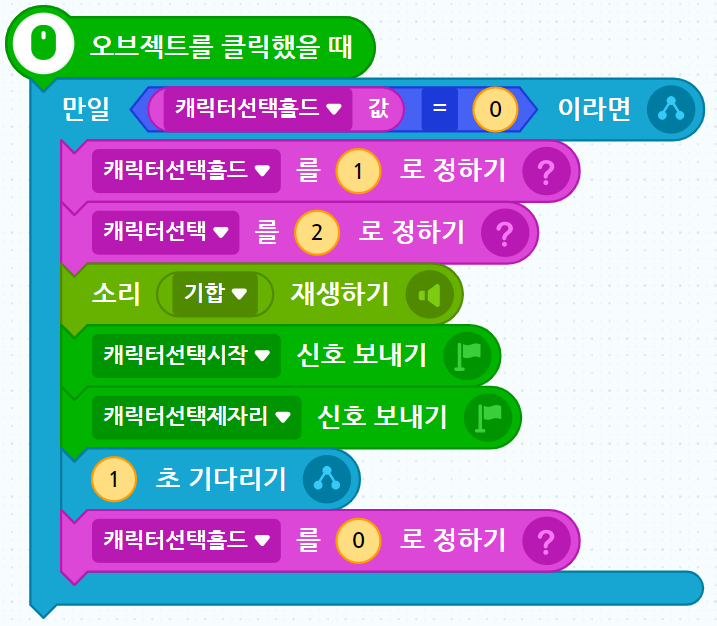 오브젝트를 클릭했을 때
만일 캐릭터선택홀드 값 = 0 이라면
캐릭터선택홀드 를 1 로 정하기 ?
캐릭터선택 를 2 로 정하기 ?
소리 기합 재생하기
캐릭터선택시작 신호 보내기
캐릭터선택제자리 신호 보내기
1 초 기다리기
캐릭터선택홀드 를 0 로 정하기 ?